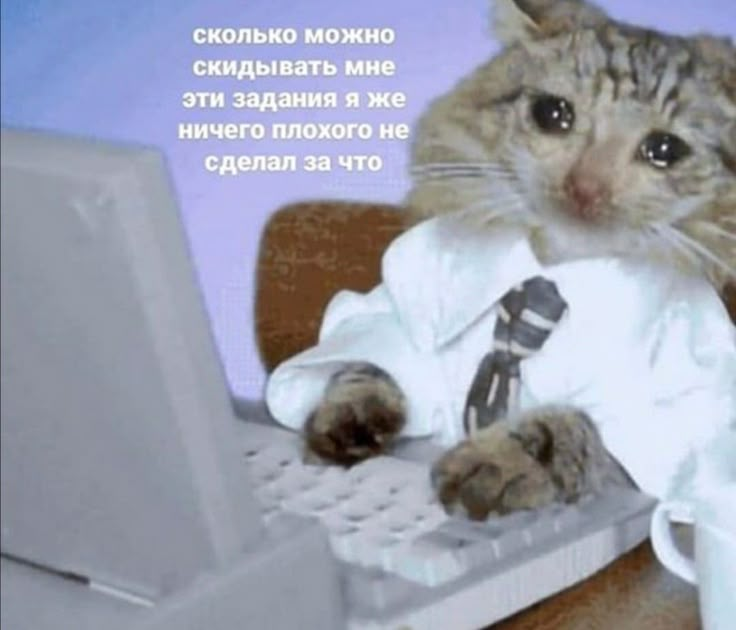 сколько можно
скидывать мне
эти задания я же
ничего плохого не
сделал за что